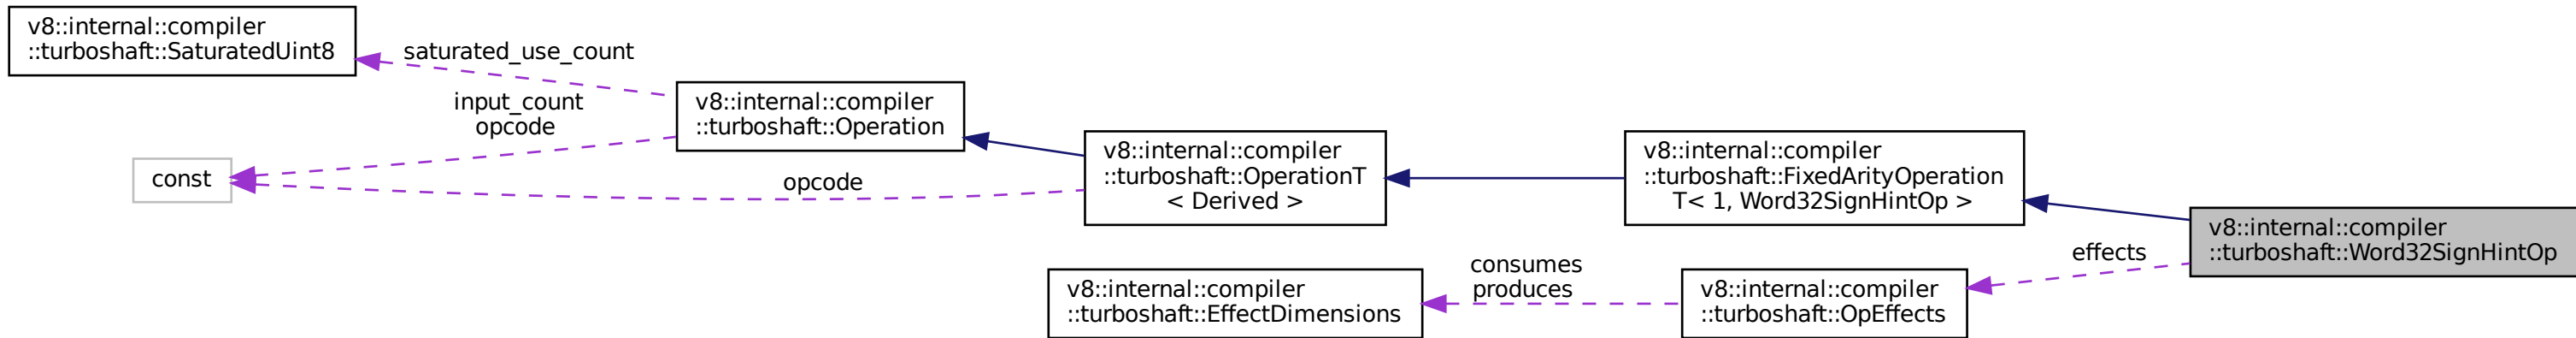 v8::internal::compiler
::turboshaft::SaturatedUint8
saturated_use_count
input_count
opcode
const
v8::internal::compiler
::turboshaft::Operation
opcode
v8::internal::compiler
::turboshaft::OperationT
< Derived >
v8::internal::compiler
::turboshaft::FixedArityOperation
T< 1, Word32SignHintOp >
v8::internal::compiler
::turboshaft::Word32SignHintOp
effects
consumes
produces
v8::internal::compiler
::turboshaft::EffectDimensions
v8::internal::compiler
::turboshaft::OpEffects